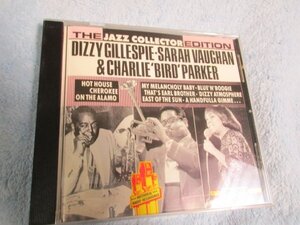 THE JAZZ COLLECTOR EDITION
DIZZY GILLESPIE·SARAH VAUGHAN
& CHARLIE 'BIRD' PARKER
HOT HOUSE
CHEROKEE
ON THE ALAMO
MY MELANCHOLY BABY·BLUE 'N' BOOGIE
THAT'S EARL BROTHER·DIZZY ATMOSPHERE
EAST OF THE SUN·A HANDFULLA GIMME...